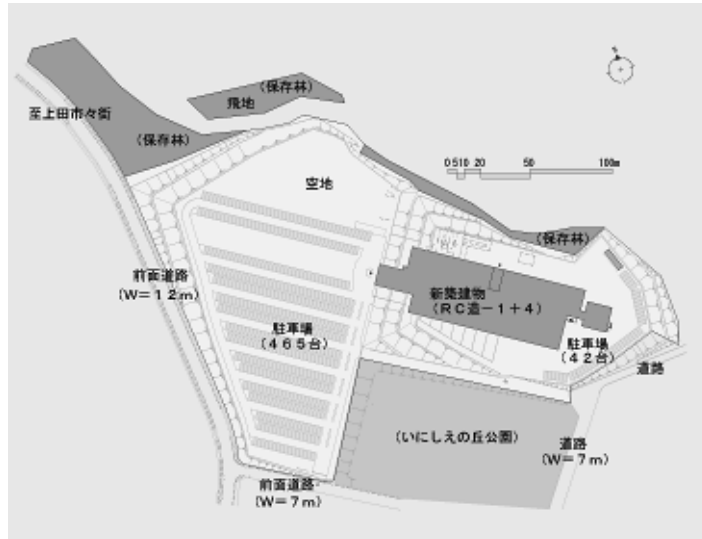 (保存林)
飛地
至上田市々街
(保存林)
空地
0 5 10 20 50 100m
(保存林)
前面道路
(W=12m)
新築建物
(RC造−1+4)
駐車場
(465台)
駐車場
(42台)
道路
(いにしえの丘公園)
道路
(W=7m)
前面道路
(W=7m)